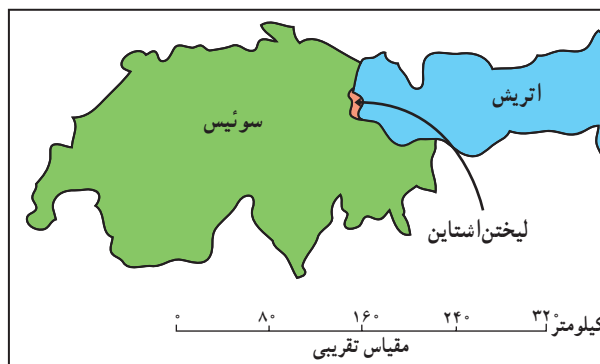 اتریش
سوئیس
لیختن‌اشتاین
۰ ۸۰ ۱۶۰ ۲۴۰ ۳۲۰ کیلومتر
مقیاس تقریبی